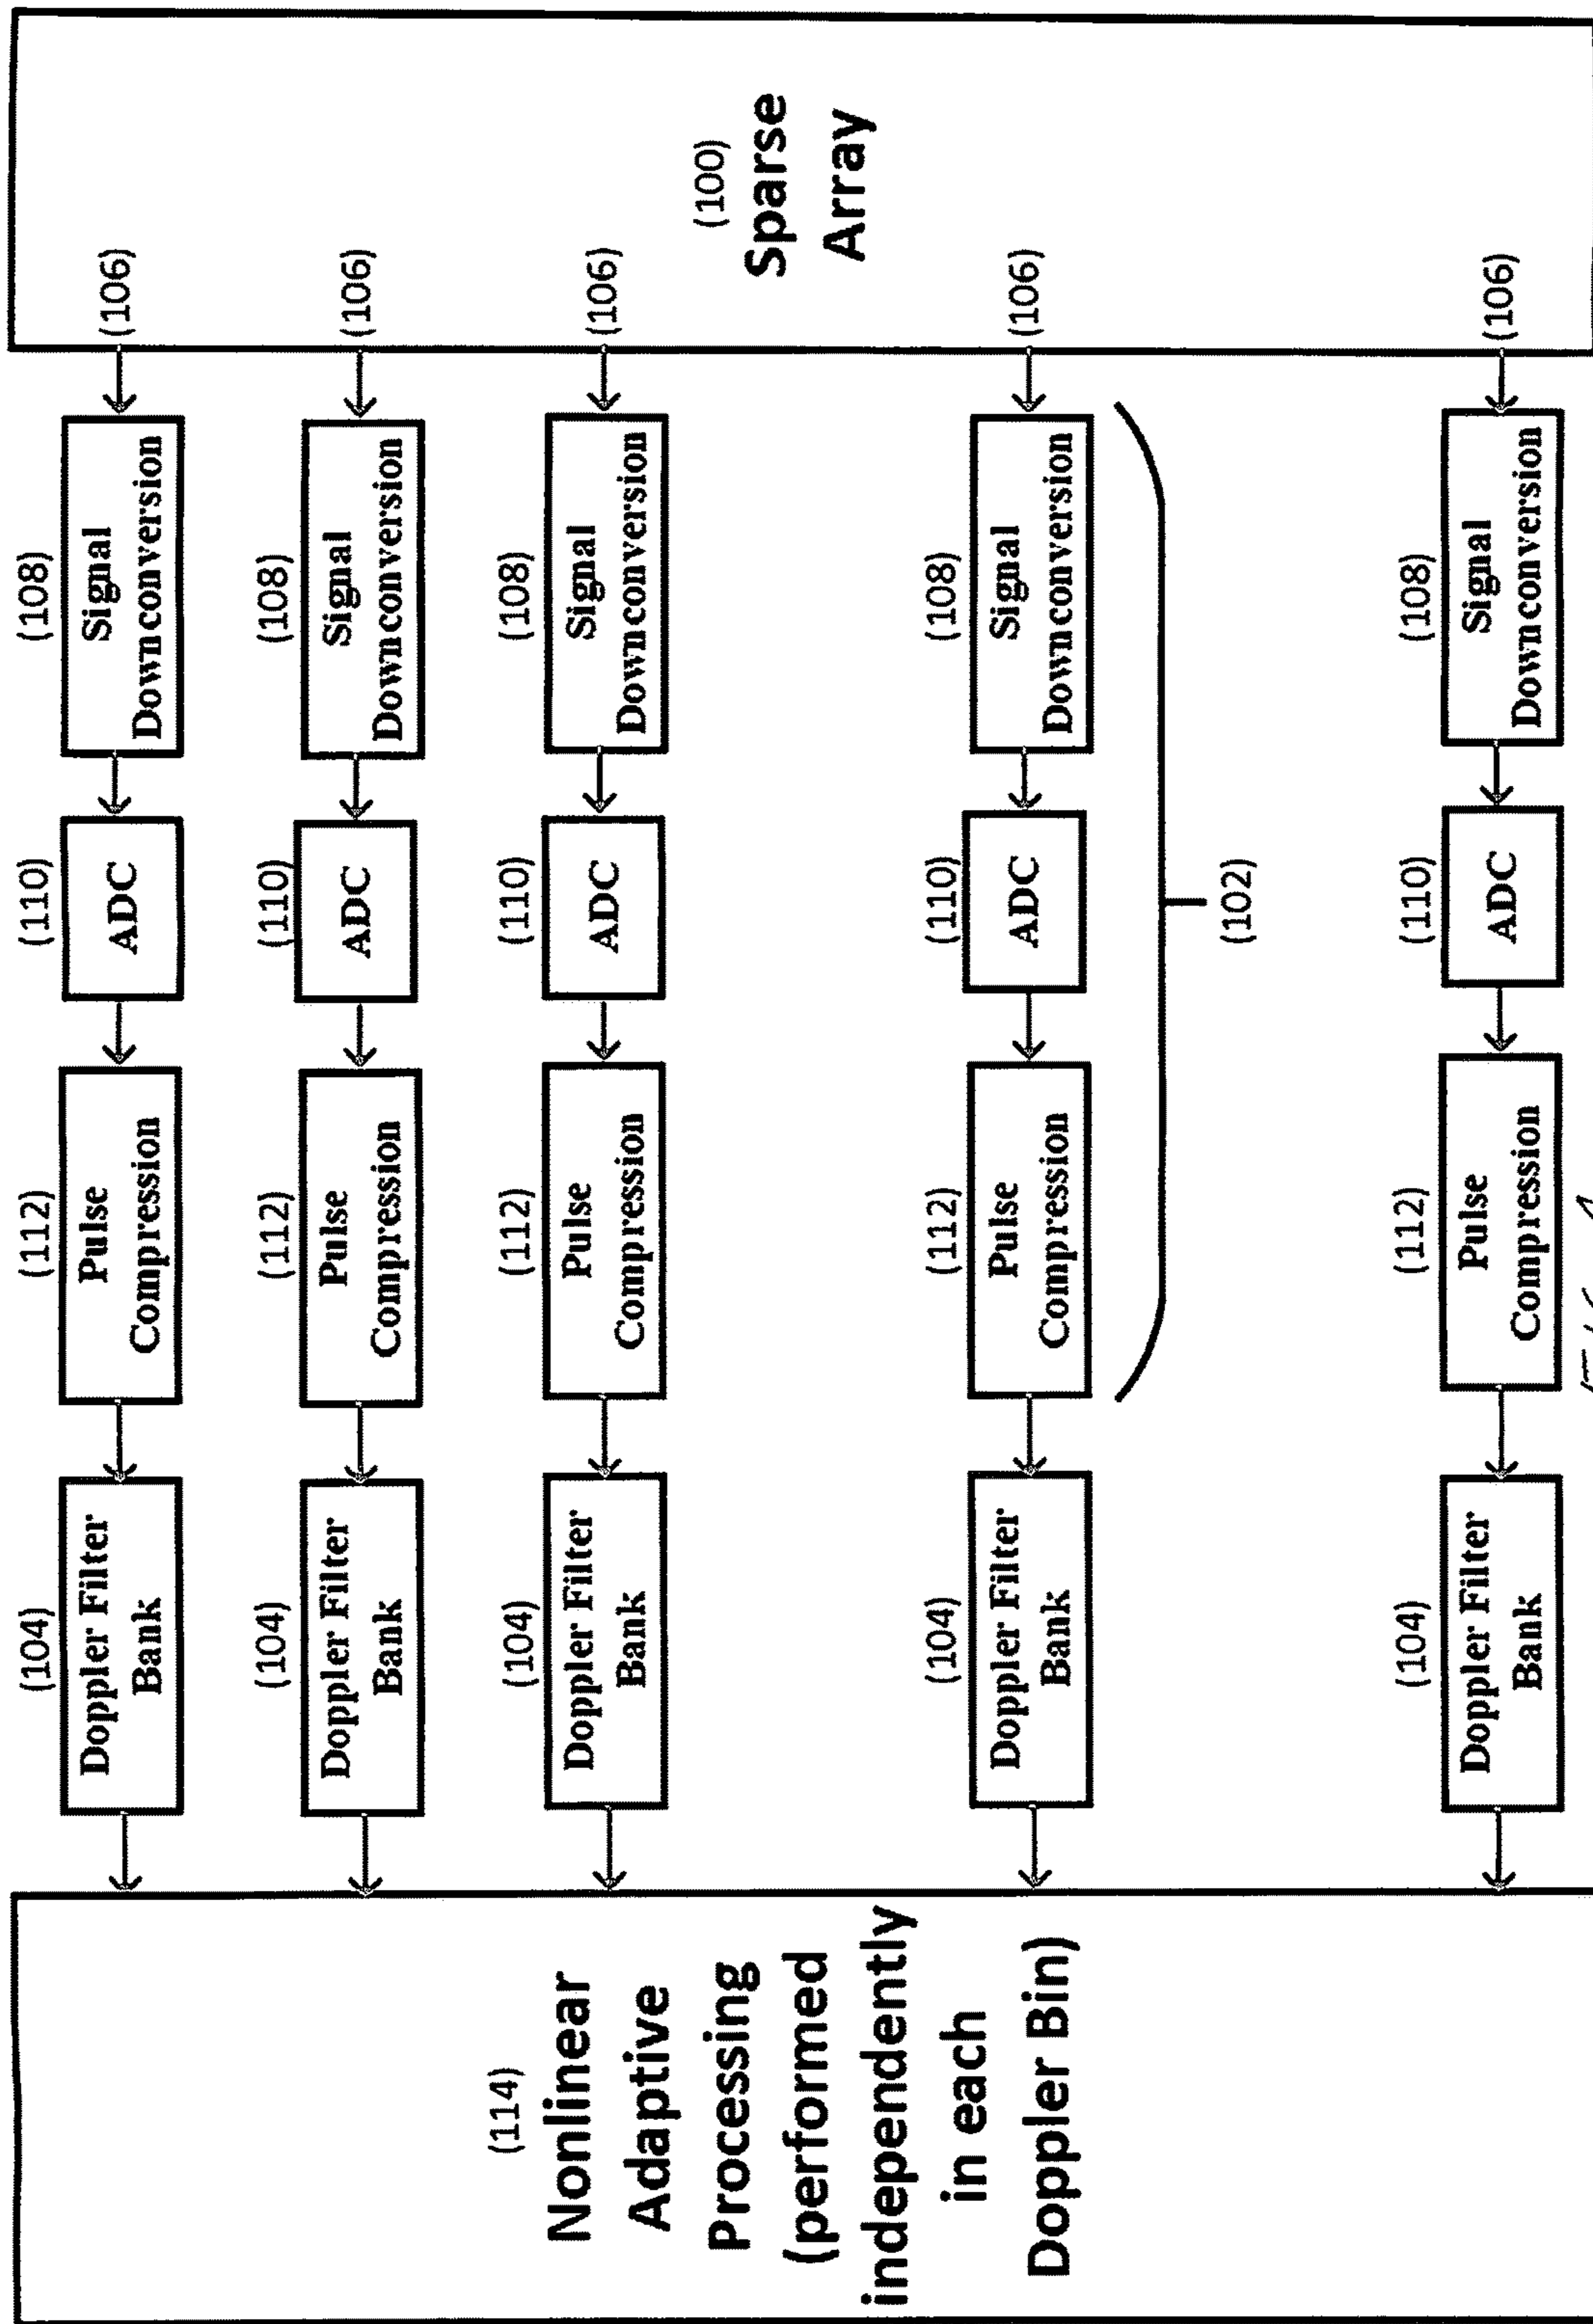 (114)
Nonlinear
Adaptive
Processing
(performed
independently
in each
Doppler Bin)
(104)
Doppler Filter
Bank
(112)
Pulse
Compression
(110)
ADC
(108)
Signal
Downconversion
(106)
(104)
Doppler Filter
Bank
(112)
Pulse
Compression
(110)
ADC
(108)
Signal
Downconversion
(106)
(104)
Doppler Filter
Bank
(112)
Pulse
Compression
(110)
ADC
(108)
Signal
Downconversion
(106)
(100)
Sparse
Array
(104)
Doppler Filter
Bank
(112)
Pulse
Compression
(110)
ADC
(108)
Signal
Downconversion
(106)
(102)
(104)
Doppler Filter
Bank
(112)
Pulse
Compression
(110)
ADC
(108)
Signal
Downconversion
(106)